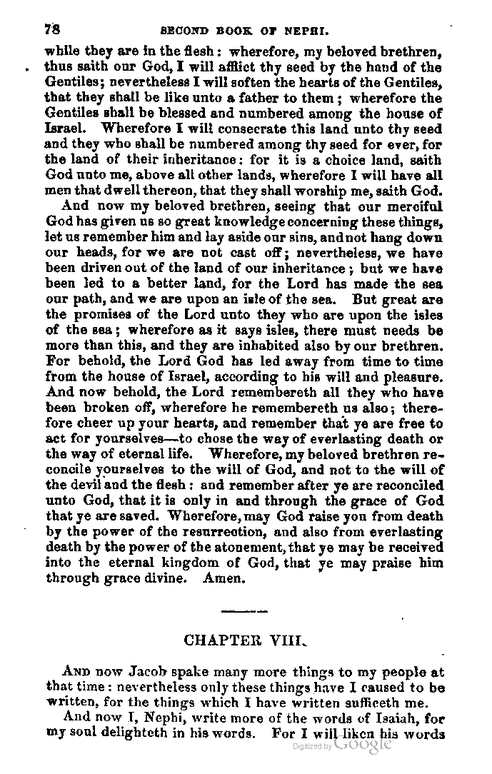 78 SECOND BOOK OF NEPHI.
while they are in the flesh: wherefore, my beloved brethren,
thus saith our God, I will afflict thy seed by the hand of the
Gentiles; nevertheless I will soften the hearts of the Gentiles,
that they shall be like unto a father to them; wherefore the
Gentiles shall be blessed and numbered among the house of
Israel. Wherefore I will consecrate this land unto thy seed
and they who shall be numbered among thy seed for ever, for
the land of their inheritance: for it is a choice land, saith
God unto me, above all other lands, wherefore I will have all
men that dwell thereon, that they shall worship me, saith God.
And now my beloved brethren, seeing that our merciful
God has given us so great knowledge concerning these things,
let us remember him and lay aside our sins, and not hang down
our heads, for we are not cast off; nevertheless, we have
been driven out of the land of our inheritance; but we have
been led to a better land, for the Lord has made the sea
our path, and we are upon an isle of the sea. But great are
the promises of the Lord unto they who are upon the isles
of the sea; wherefore as it says isles, there must needs be
more than this, and they are inhabited also by our brethren.
For behold, the Lord God has led away from time to time
from the house of Israel, according to his will and pleasure.
And now behold, the Lord remembereth all they who have
been broken off, wherefore he remembereth us also; there-
fore cheer up your hearts, and remember that ye are free to
act for yourselves—to chose the way of everlasting death or
the way of eternal life. Wherefore, my beloved brethren re-
concile yourselves to the will of God, and not to the will of
the devil and the flesh: and remember after ye are reconciled
unto God, that it is only in and through the grace of God
that ye are saved. Wherefore, may God raise you from death
by the power of the resurrection, and also from everlasting
death by the power of the atonement, that ye may be received
into the eternal kingdom of God, that ye may praise him
through grace divine. Amen.
CHAPTER VIII.
AND now Jacob spake many more things to my people at
that time: nevertheless only these things have I caused to be
written, for the things which I have written sufficeth me.
And now I, Nephi, write more of the words of Isaiah, for
my soul delighteth in his words. For I will liken his words
Digitized by Google